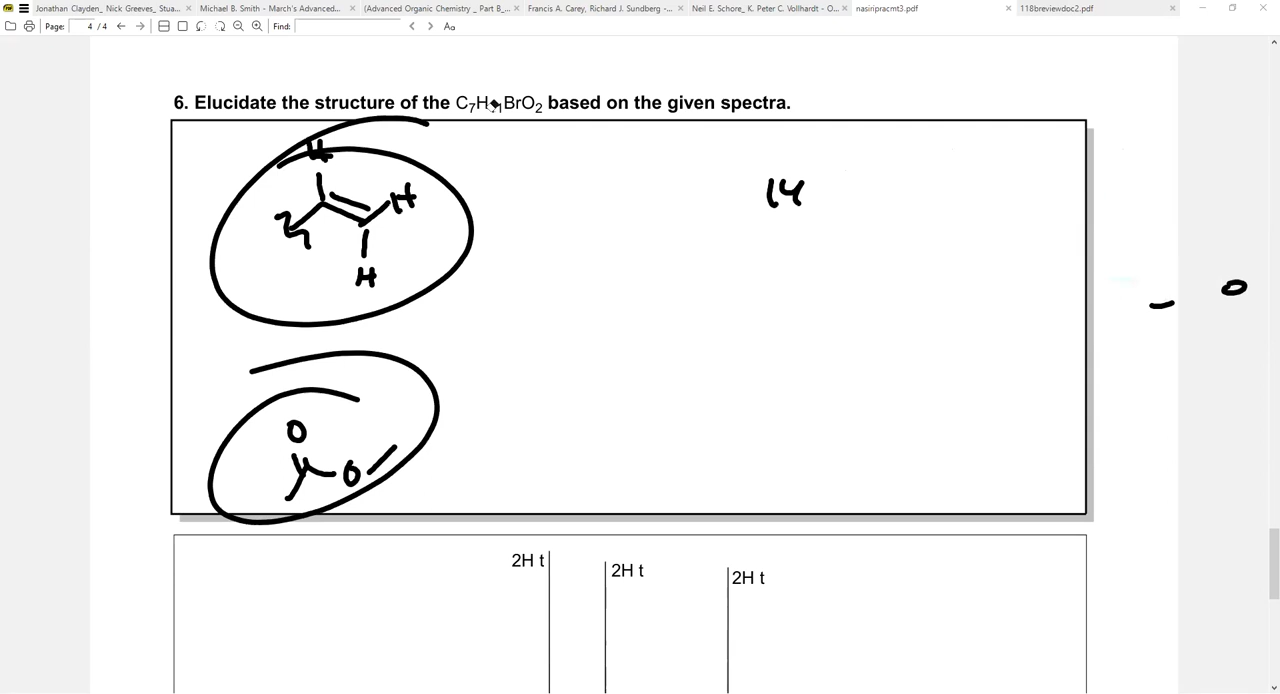 Jonathan Clayden_ Nick Greeves_ Stua...
Michael B. Smith - March's Advanced...
(Advanced Organic Chemistry _ Part B_...
Francis A. Carey, Richard J. Sundberg -...
Neil E. Schore_ K. Peter C. Vollhardt - O...
nasiripracmt3.pdf
118breviewdoc2.pdf
Page: 4 / 4 Find: Aa
6. Elucidate the structure of the C7H11BrO2 based on the given spectra.
H
H
H
14
O
O
O
2H t
2H t
2H t